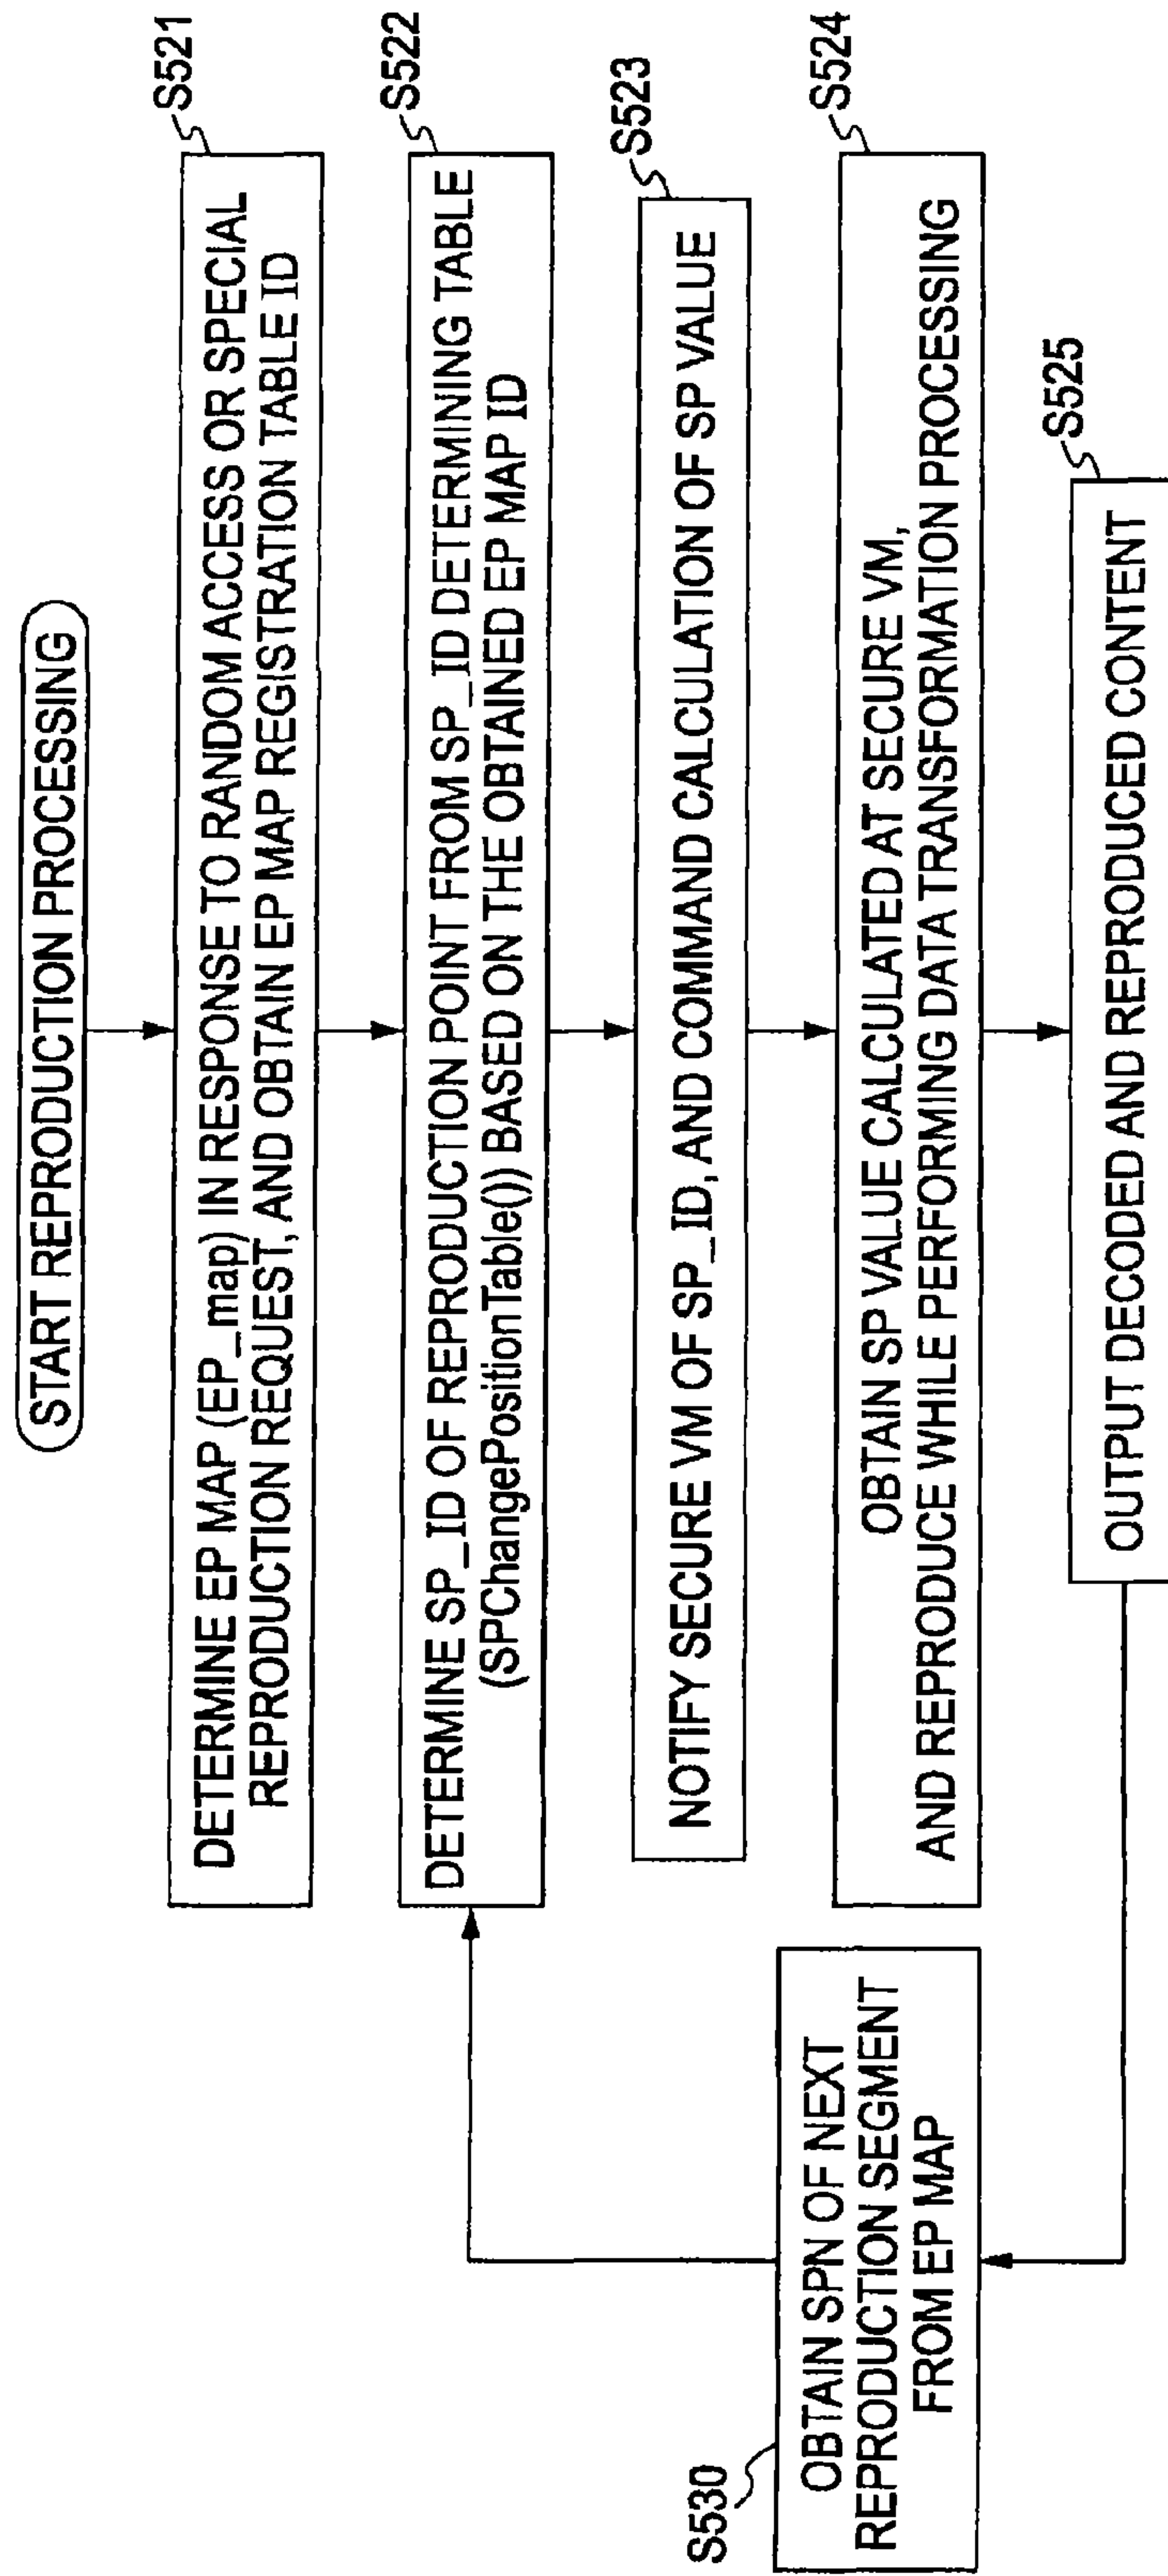 START REPRODUCTION PROCESSING
S521
DETERMINE EP MAP (EP_map) IN RESPONSE TO RANDOM ACCESS OR SPECIAL
REPRODUCTION REQUEST, AND OBTAIN EP MAP REGISTRATION TABLE ID
S522
DETERMINE SP_ID OF REPRODUCTION POINT FROM SP_ID DETERMINING TABLE
(SPChangePositionTable()) BASED ON THE OBTAINED EP MAP ID
S523
NOTIFY SECURE VM OF SP_ID, AND COMMAND CALCULATION OF SP VALUE
S524
OBTAIN SP VALUE CALCULATED AT SECURE VM,
AND REPRODUCE WHILE PERFORMING DATA TRANSFORMATION PROCESSING
S525
OUTPUT DECODED AND REPRODUCED CONTENT
S530
OBTAIN SPN OF NEXT
REPRODUCTION SEGMENT
FROM EP MAP